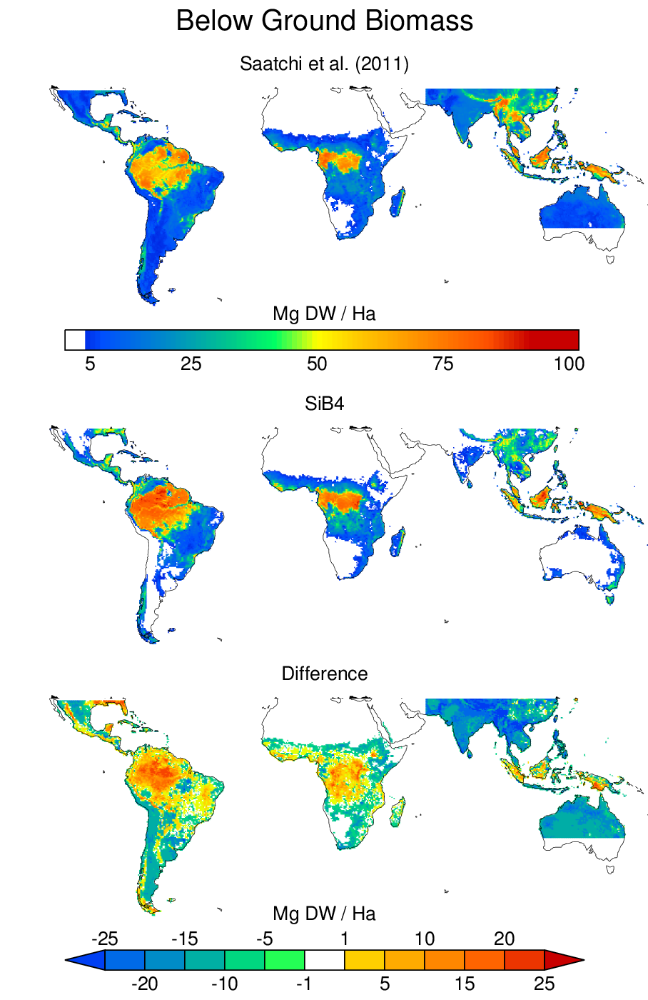 Below Ground Biomass
Saatchi et al. (2011)
Mg DW / Ha
5 25 50 75 100
SiB4
Difference
Mg DW / Ha
-25 -15 -5 1 10 20
-20 -10 -1 5 15 25